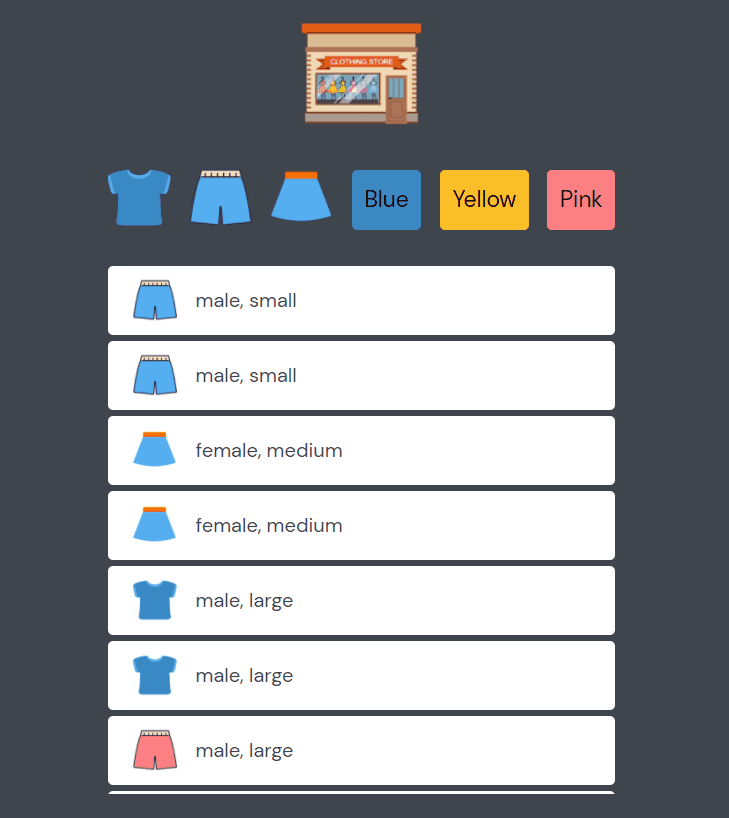 CLOTHING STORE
Blue Yellow Pink
male, small
male, small
female, medium
female, medium
male, large
male, large
male, large